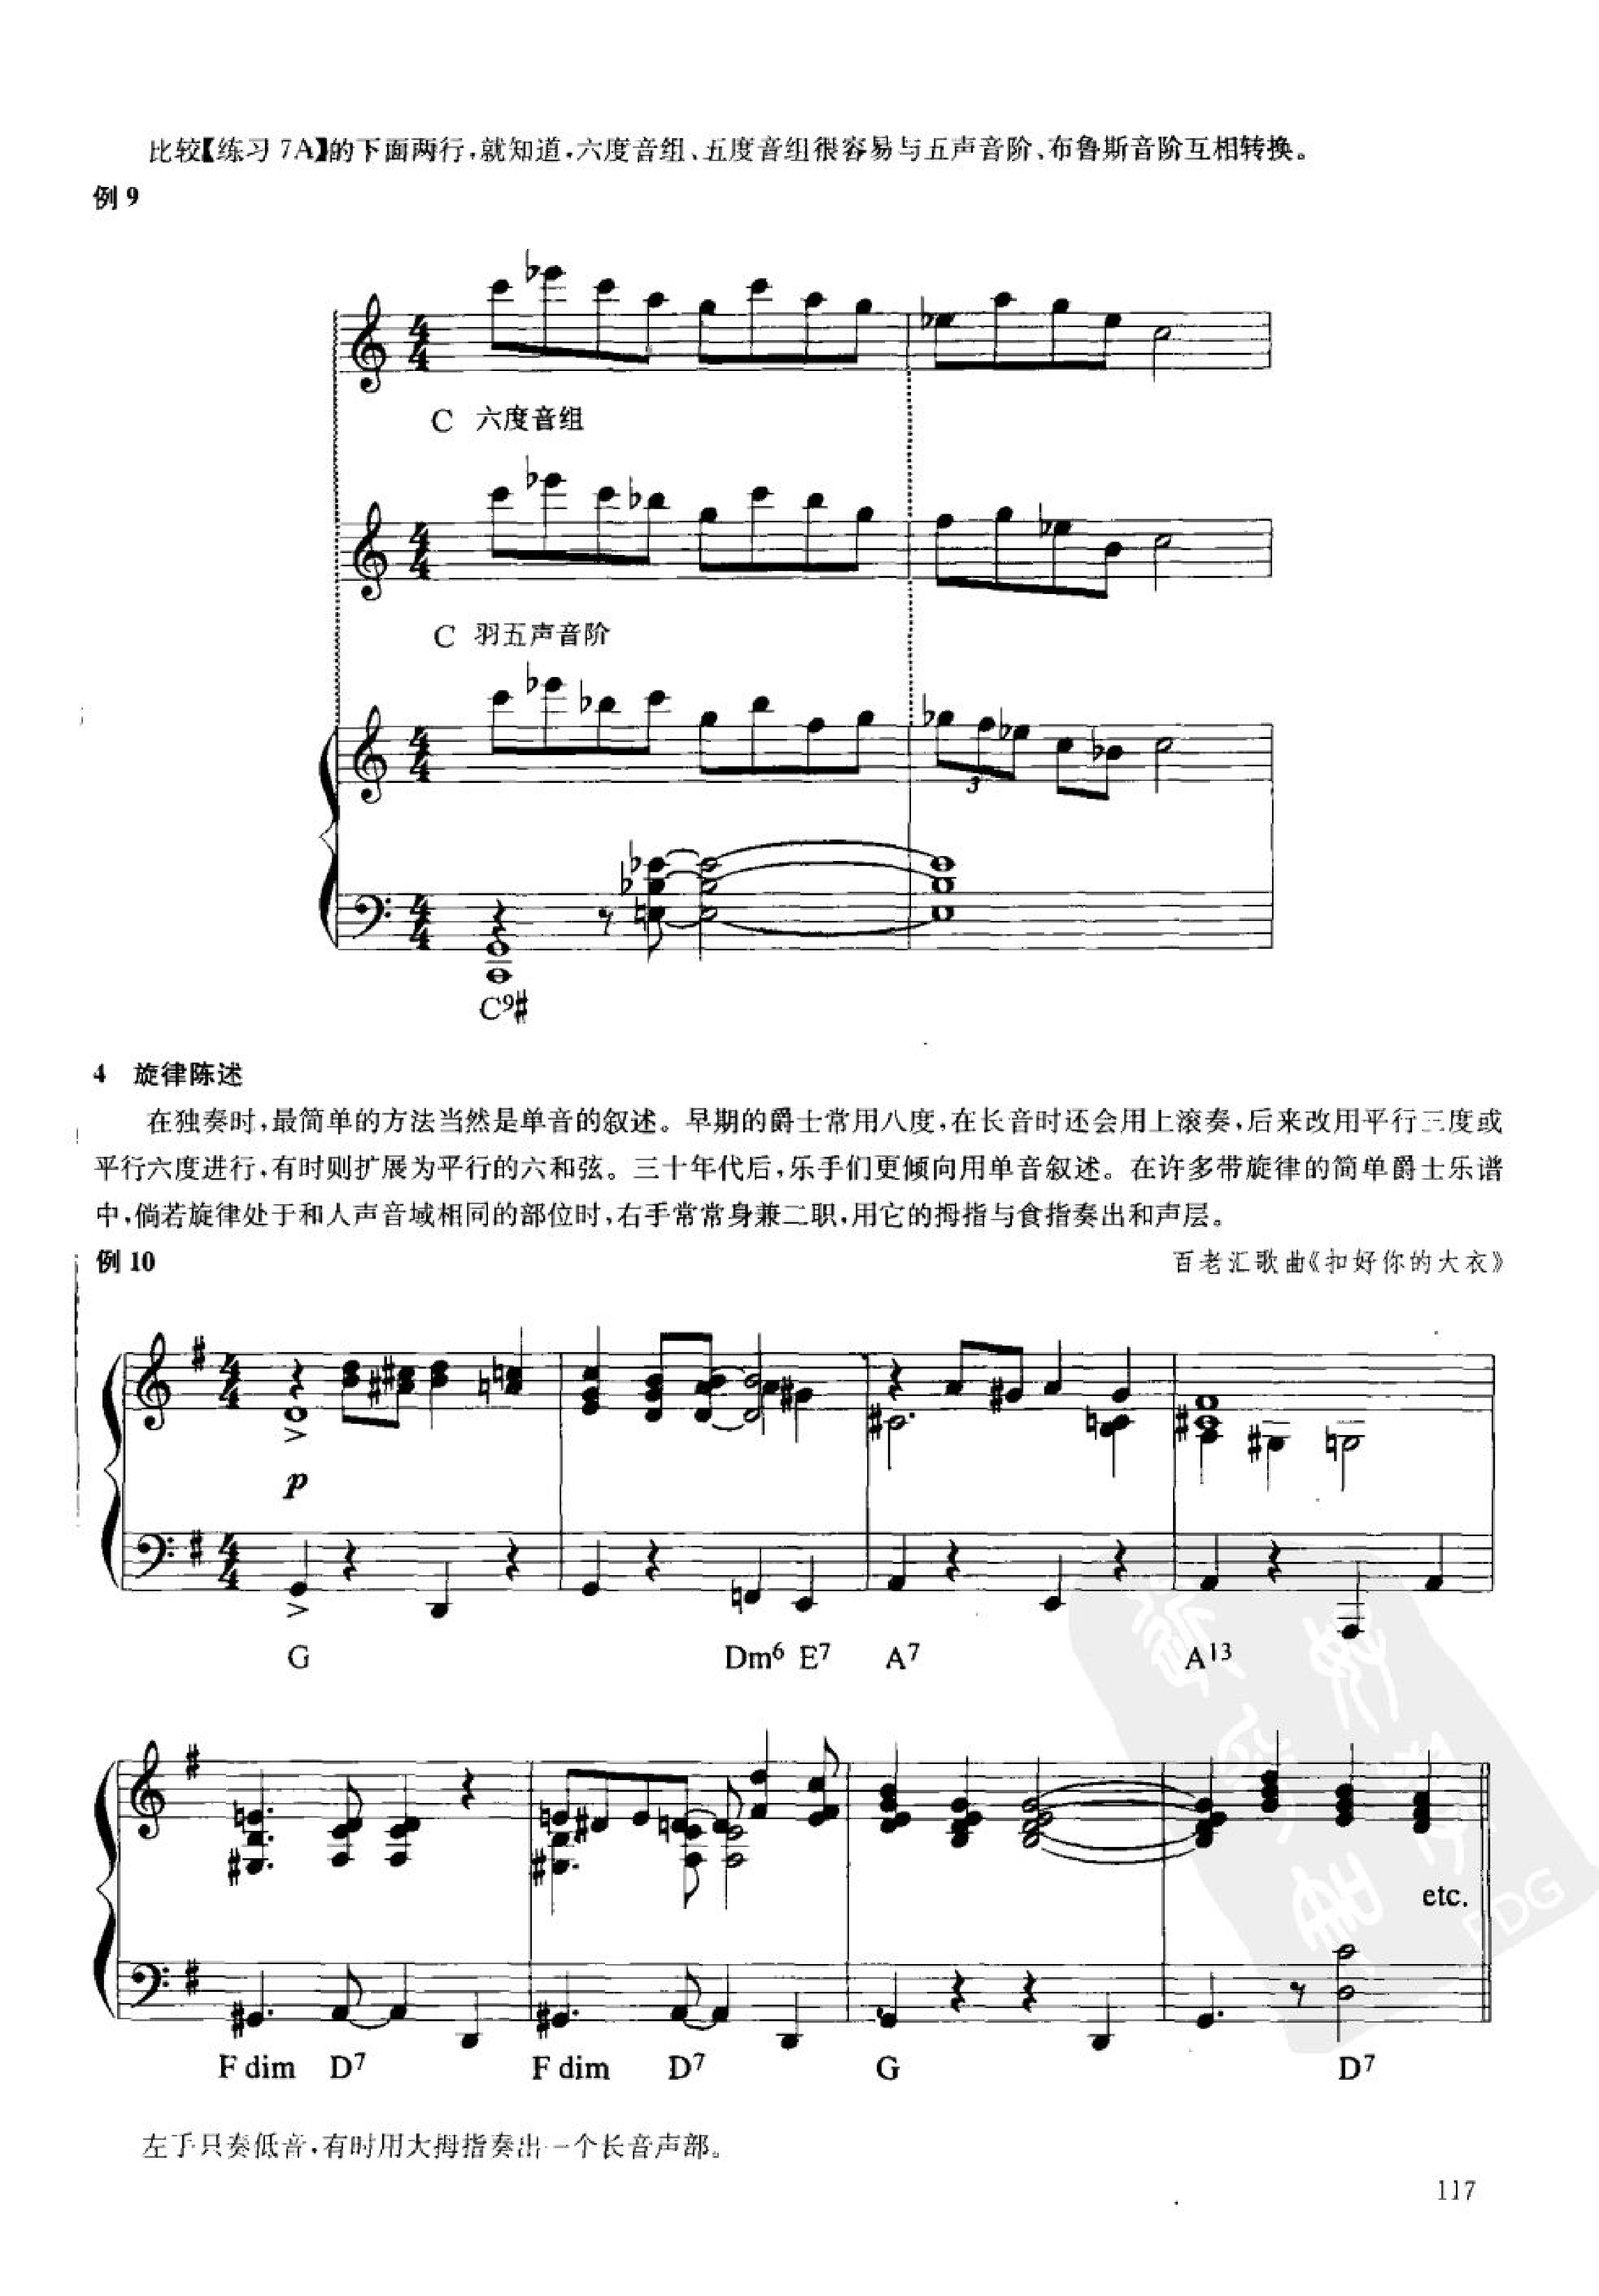 比较【练习 7A】的下面两行,就知道,六度音组、五度音组很容易与五声音阶、布鲁斯音阶互相转换。
例 9
C 六度音组
C 羽五声音阶
3
C9#
4 旋律陈述
在独奏时,最简单的方法当然是单音的叙述。早期的爵士常用八度,在长音时还会用上滚奏,后来改用平行三度或
平行六度进行,有时则扩展为平行的六和弦。三十年代后,乐手们更倾向用单音叙述。在许多带旋律的简单爵士乐谱
中,倘若旋律处于和人声音域相同的部位时,右手常常身兼二职,用它的拇指与食指奏出和声层。
例 10
百老汇歌曲《扣好你的大衣》
p
G Dm6 E7 A7 A13
etc.
F dim D7 F dim D7 G D7
左手只奏低音,有时用大拇指奏出一个长音声部。
117
PDG